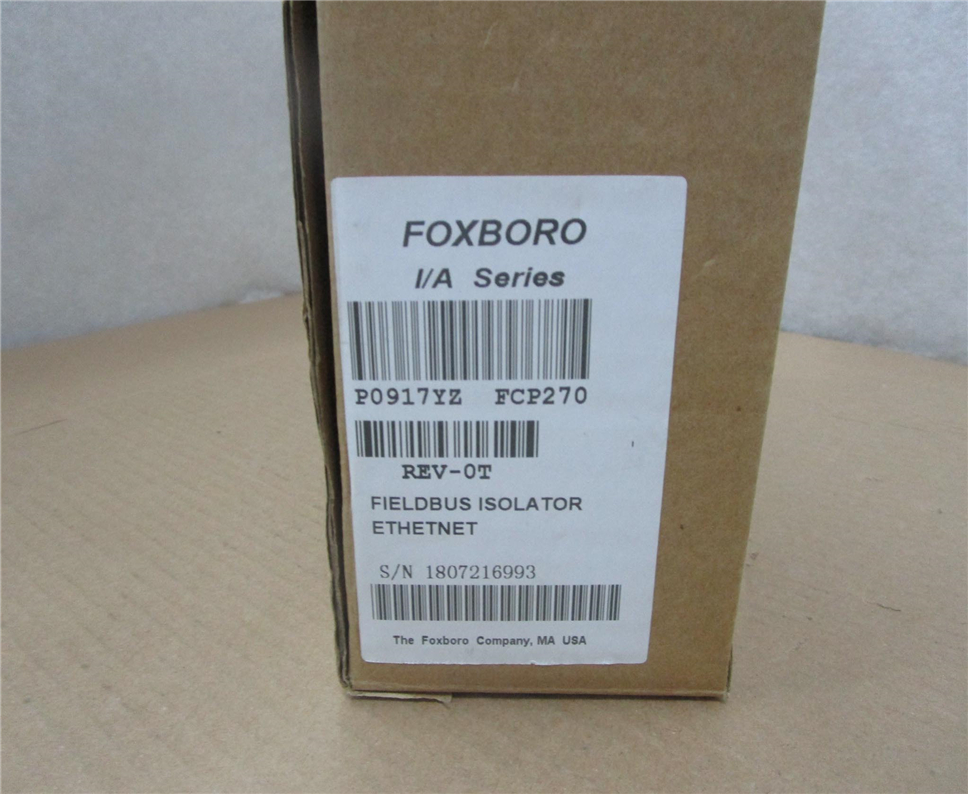 FOXBORO
I/A Series
P0917YZ FCP270
REV-0T
FIELDBUS ISOLATOR
ETHETNET
S/N 1807216993
The Foxboro Company, MA USA